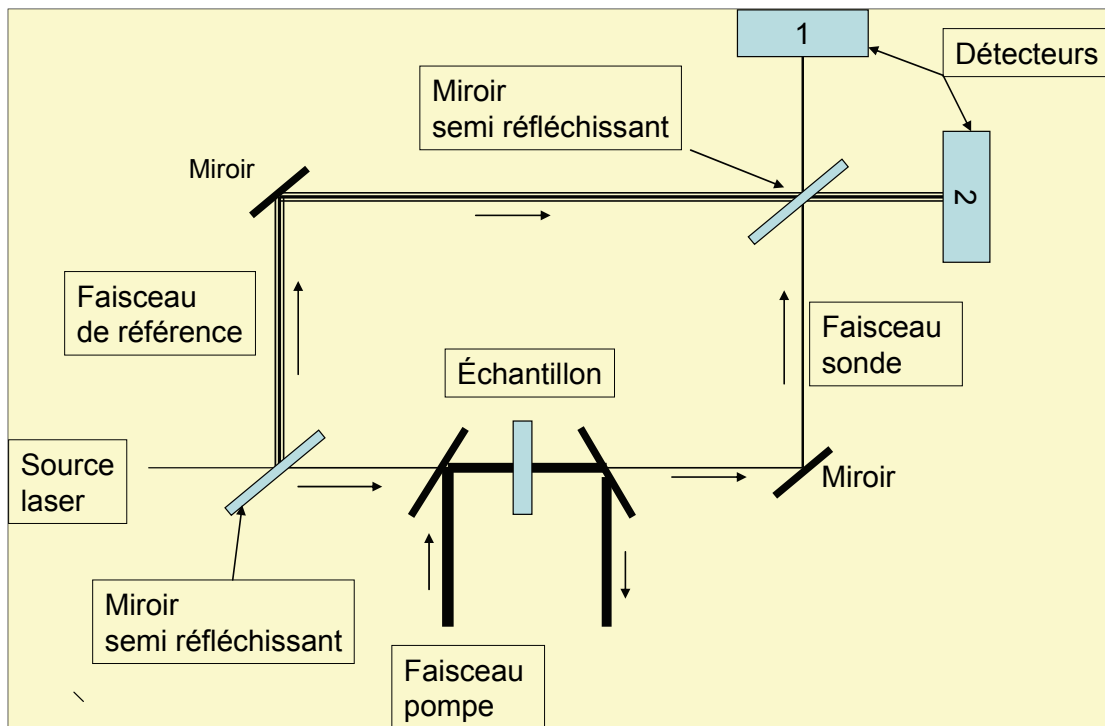 1
Détecteurs
Miroir
semi réfléchissant
2
Miroir
Faisceau
de référence
Faisceau
sonde
Échantillon
Source
laser
Miroir
Miroir
semi réfléchissant
Faisceau
pompe